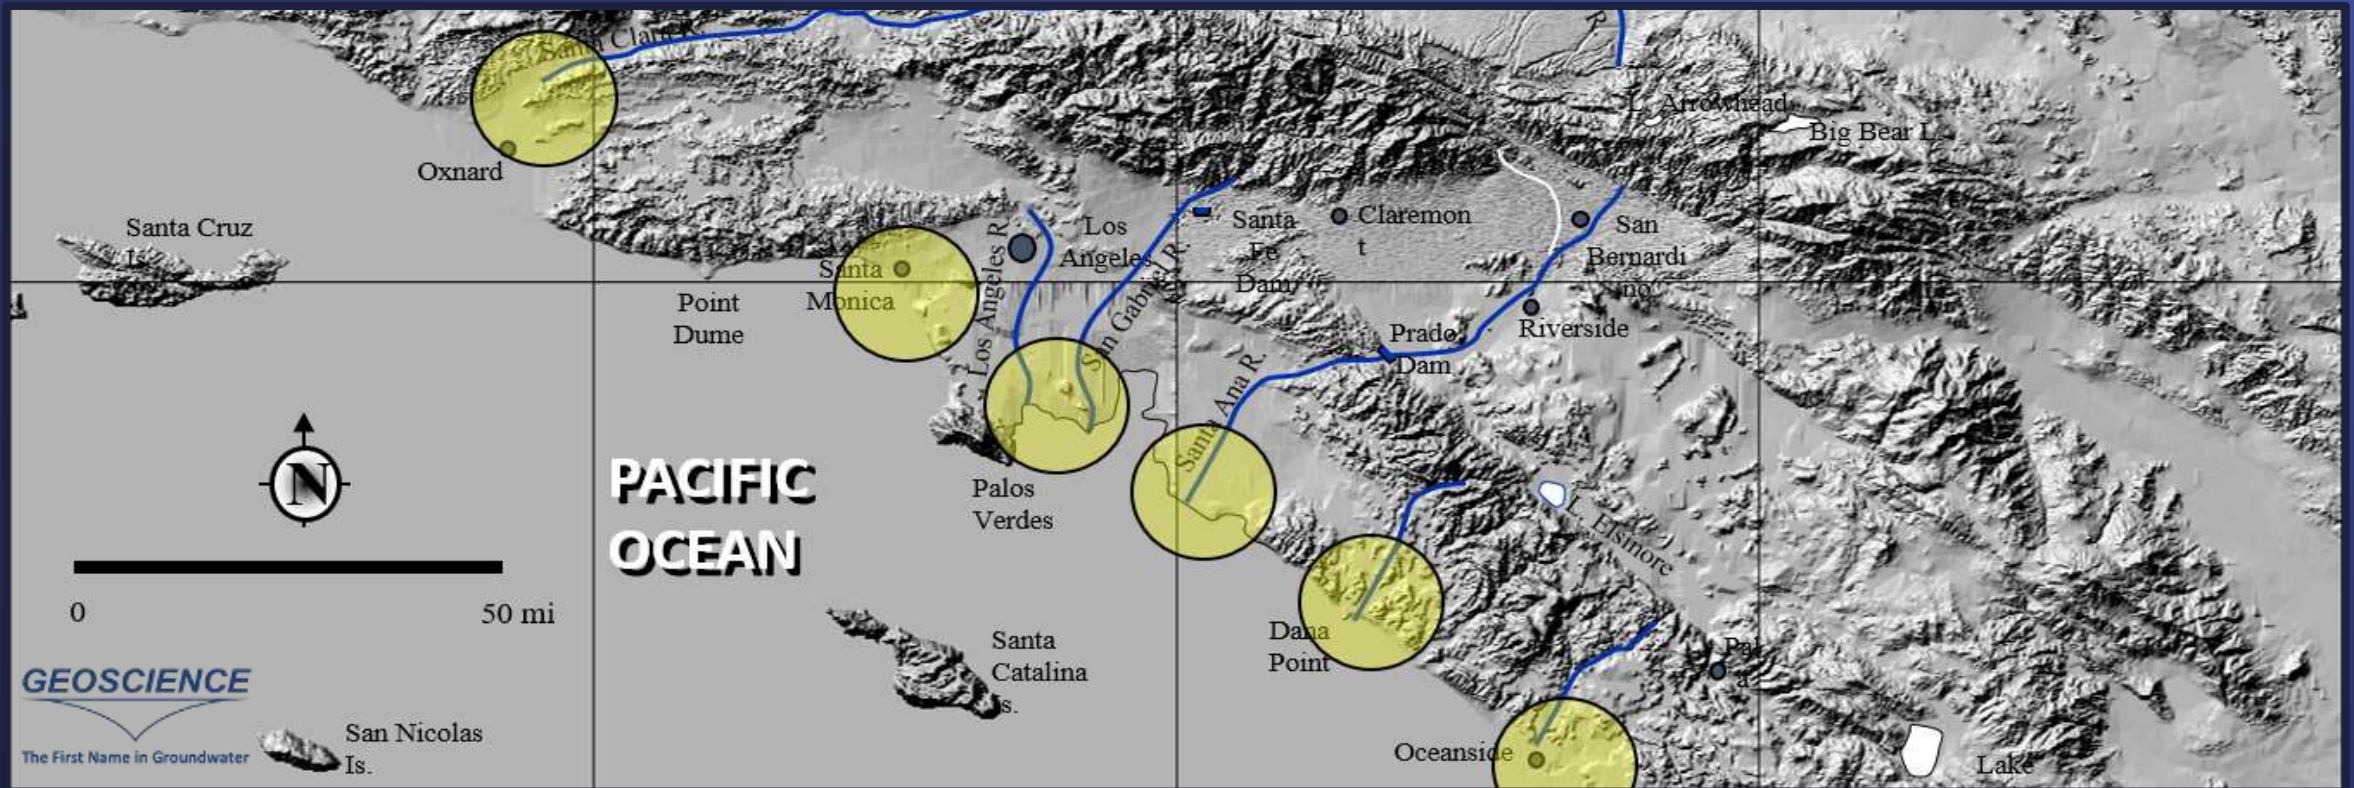 Santa Clara R.
R.
L. Arrowhead
Big Bear L.
Oxnard
Santa Cruz
Is.
Los
Angeles
Los Angeles R.
San Gabriel R.
Santa
Fe
Dam
Claremon
t
San
Bernardi
no
Santa
Monica
Point
Dume
Riverside
Prado
Dam
Santa Ana R.
N
PACIFIC
OCEAN
Palos
Verdes
L. Elsinore
0
50 mi
Dana
Point
Santa
Catalina
Is.
Pal
a
GEOSCIENCE
The First Name in Groundwater
San Nicolas
Is.
Oceanside
Lake